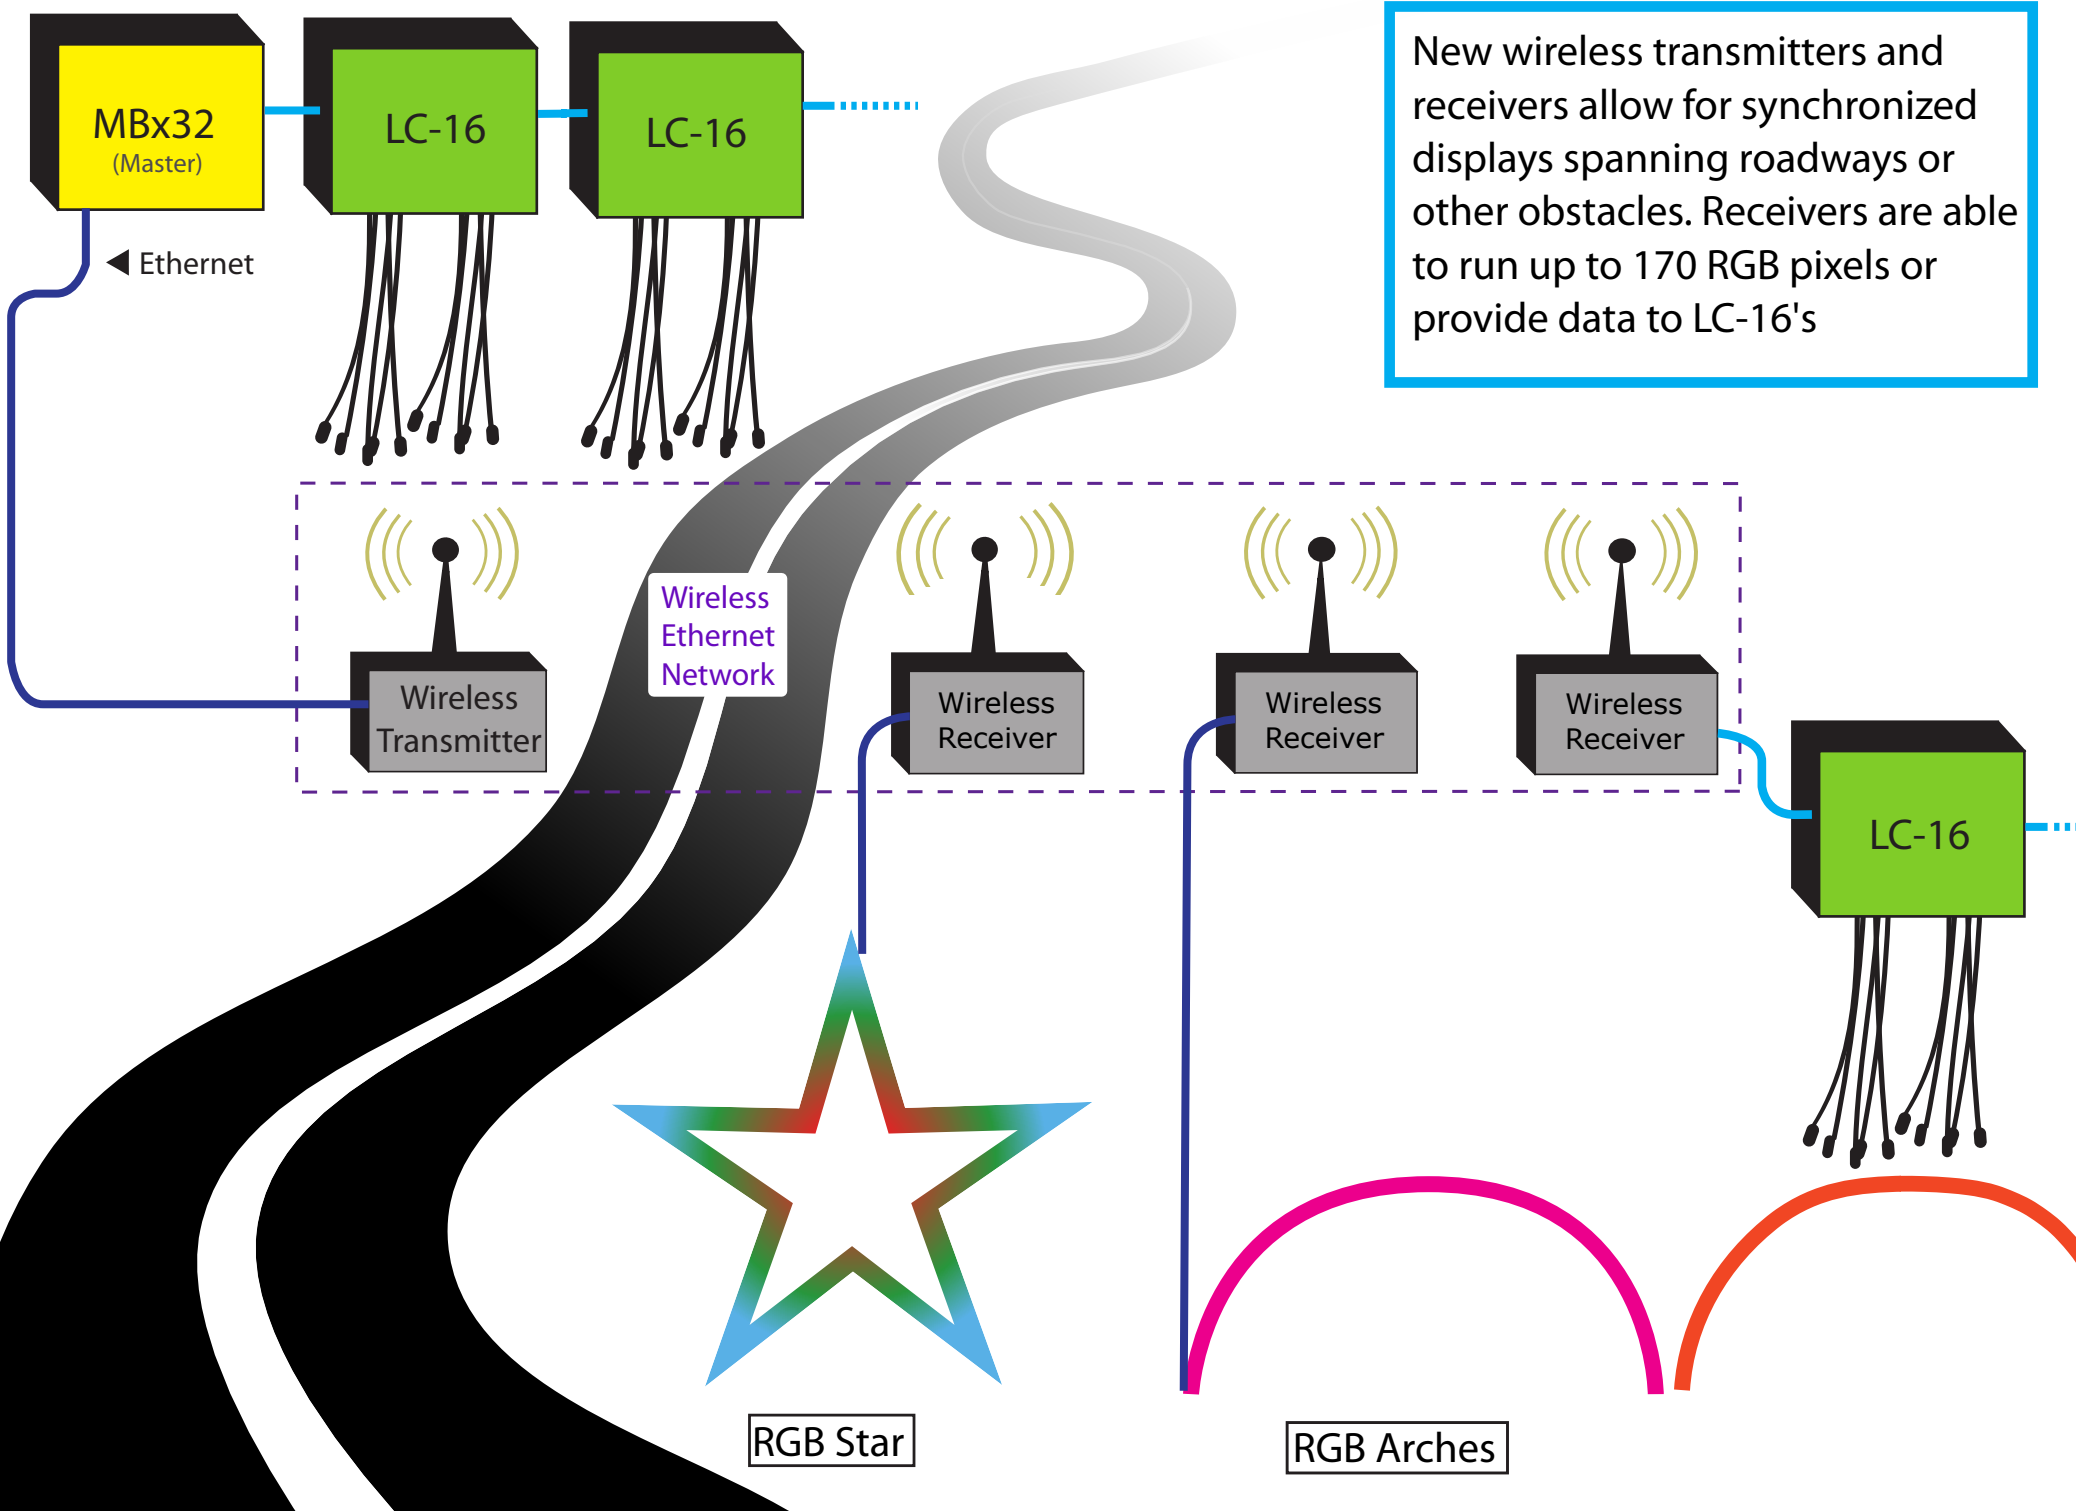 MBx32
(Master)
LC-16
LC-16
New wireless transmitters and
receivers allow for synchronized
displays spanning roadways or
other obstacles. Receivers are able
to run up to 170 RGB pixels or
provide data to LC-16's
Ethernet
Wireless
Ethernet
Network
Wireless
Transmitter
Wireless
Receiver
Wireless
Receiver
Wireless
Receiver
LC-16
RGB Star
RGB Arches